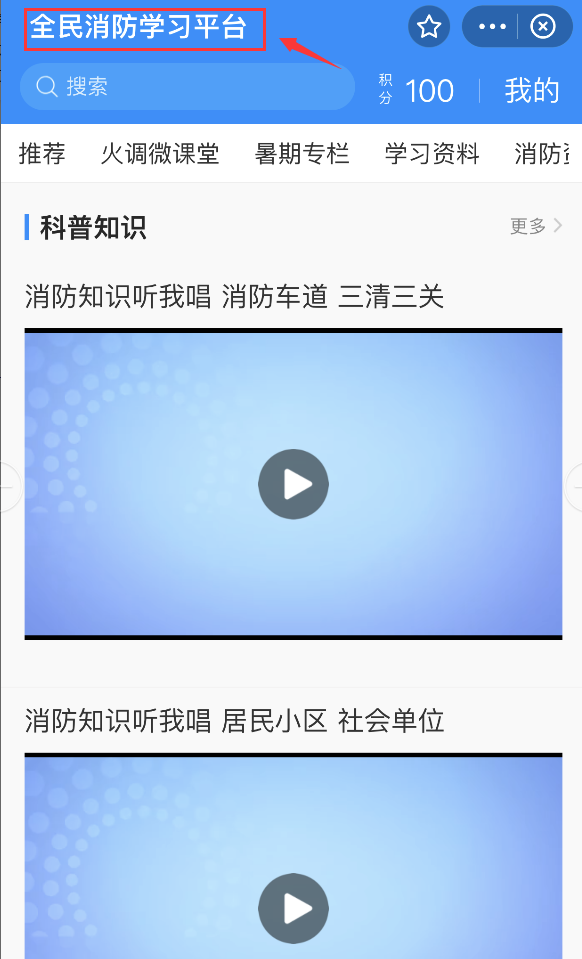 全民消防学习平台
搜索
积分 100 我的
推荐 火调微课堂 暑期专栏 学习资料 消防
科普知识 更多
消防知识听我唱 消防车道 三清三关
消防知识听我唱 居民小区 社会单位